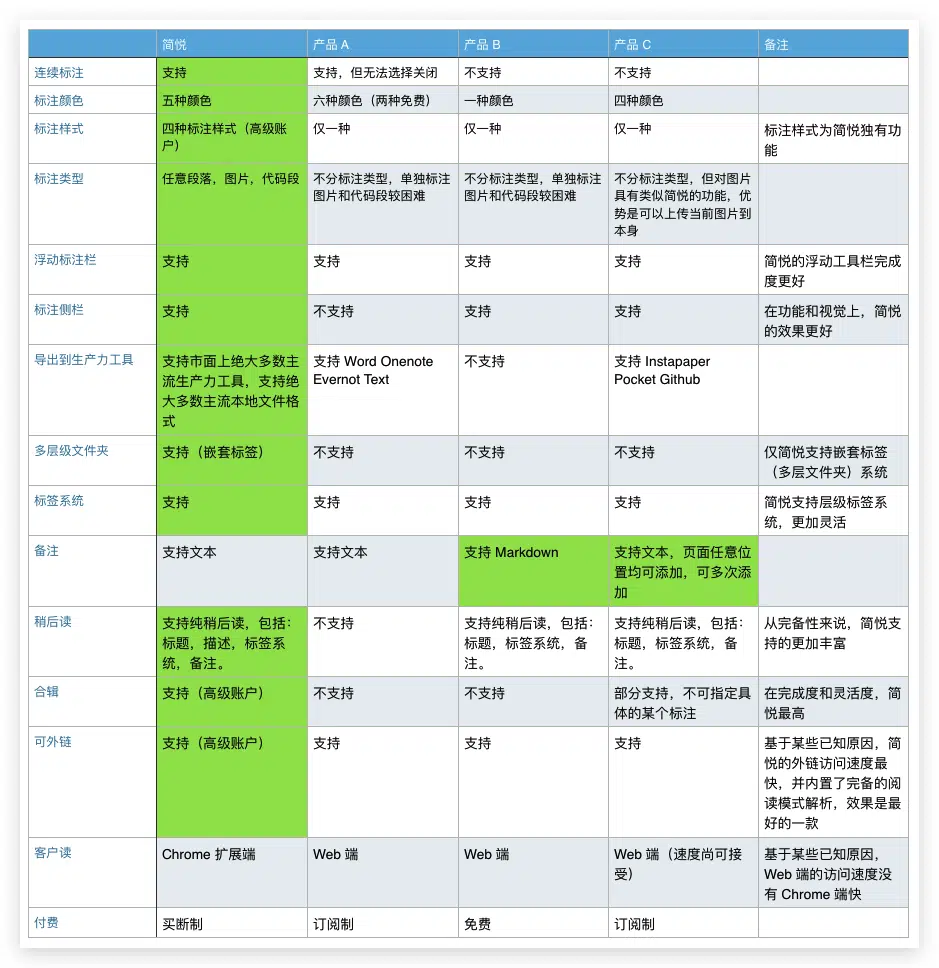 简悦 产品 A 产品 B 产品 C 备注
连续标注 支持 支持，但无法选择关闭 不支持 不支持
标注颜色 五种颜色 六种颜色（两种免费） 一种颜色 四种颜色
标注样式 四种标注样式（高级账 仅一种 仅一种 仅一种 标注样式为简悦独有功
户） 能
标注类型 任意段落，图片，代码段 不分标注类型，单独标注 不分标注类型，单独标注 不分标注类型，但对图片
图片和代码段较困难 图片和代码段较困难 具有类似简悦的功能，优
势是可以上传当前图片到
本身
浮动标注栏 支持 支持 支持 支持 简悦的浮动工具栏完成
度更好
标注侧栏 支持 不支持 支持 支持 在功能和视觉上，简悦
的效果更好
导出到生产力工具 支持市面上绝大多数主 支持 Word Onenote 不支持 支持 Instapaper
流生产力工具，支持绝 Evernot Text Pocket Github
大多数主流本地文件格
式
多层级文件夹 支持（嵌套标签） 不支持 不支持 不支持 仅简悦支持嵌套标签
（多层文件夹）系统
标签系统 支持 支持 支持 支持 简悦支持层级标签系
统，更加灵活
备注 支持文本 支持文本 支持 Markdown 支持文本，页面任意位
置均可添加，可多次添
加
稍后读 支持纯稍后读，包括： 不支持 支持纯稍后读，包括： 支持纯稍后读，包括： 从完备性来说，简悦支
标题，描述，标签系 标题，标签系统，备 标题，标签系统，备 持的更加丰富
统，备注。 注。 注。
合辑 支持（高级账户） 不支持 不支持 部分支持，不可指定具 在完成度和灵活度，简
体的某个标注 悦最高
可外链 支持（高级账户） 支持 支持 支持 基于某些已知原因，简
悦的外链访问速度最
快，并内置了完备的阅
读模式解析，效果是最
好的一款
客户读 Chrome 扩展端 Web 端 Web 端 Web 端（速度尚可接 基于某些已知原因，
受） Web 端的访问速度没
有 Chrome 端快
付费 买断制 订阅制 免费 订阅制